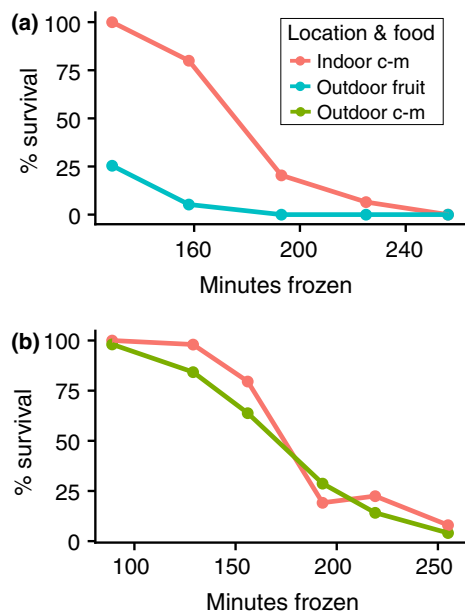 (a)
100
75
50
25
0
% survival
Location & food
Indoor c-m
Outdoor fruit
Outdoor c-m
160 200 240
Minutes frozen
(b)
100
75
50
25
0
% survival
100 150 200 250
Minutes frozen